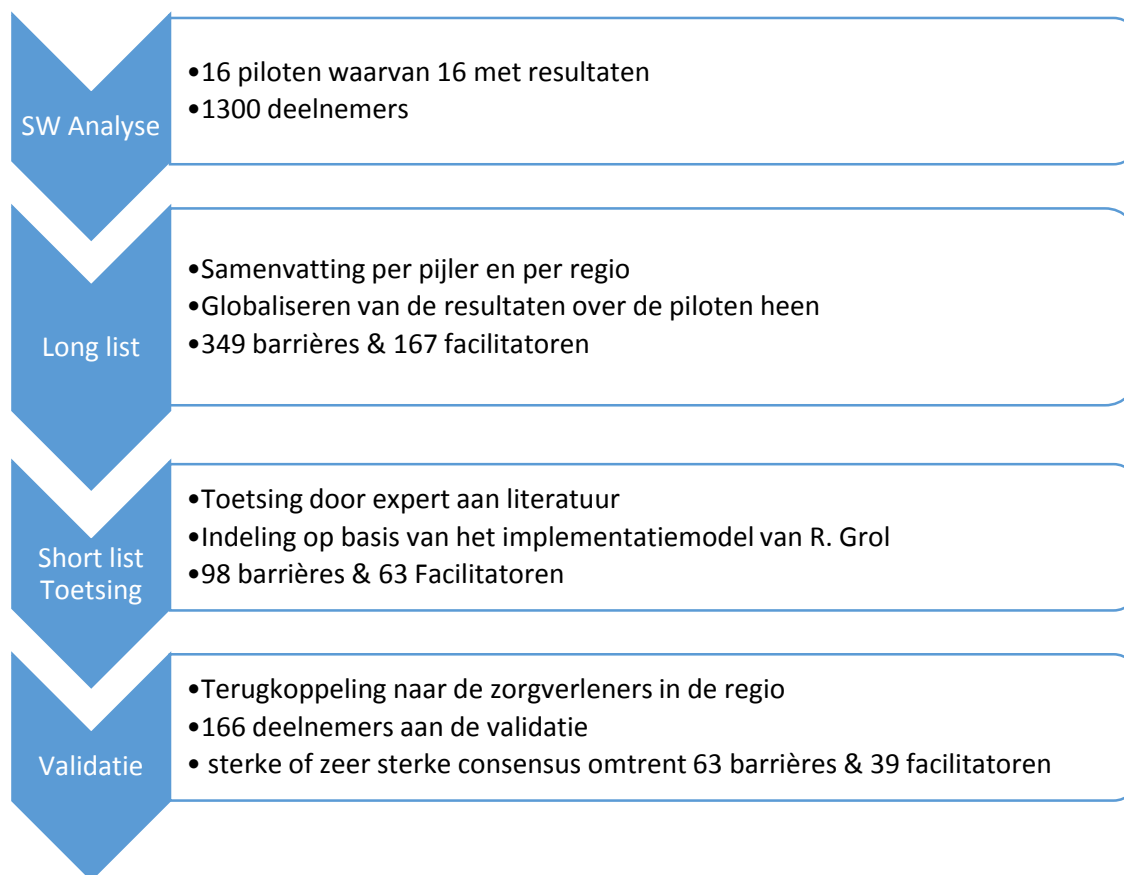 SW Analyse
•16 piloten waarvan 16 met resultaten
•1300 deelnemers
Long list
•Samenvatting per pijler en per regio
•Globaliseren van de resultaten over de piloten heen
•349 barrières & 167 facilitatoren
Short list
Toetsing
•Toetsing door expert aan literatuur
•Indeling op basis van het implementatiemodel van R. Grol
•98 barrières & 63 Facilitatoren
Validatie
•Terugkoppeling naar de zorgverleners in de regio
•166 deelnemers aan de validatie
• sterke of zeer sterke consensus omtrent 63 barrières & 39 facilitatoren